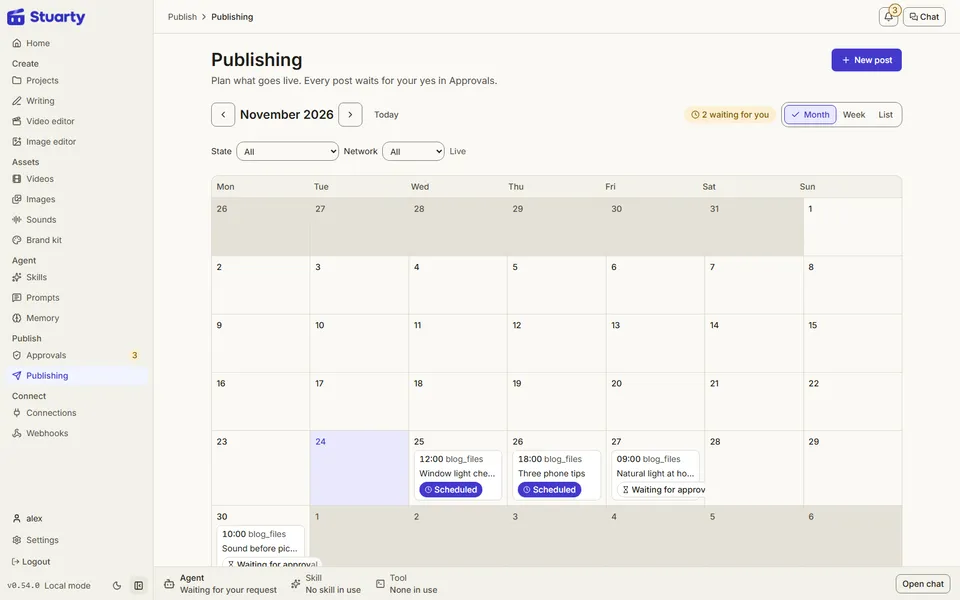 Stuarty
Home
Create
Projects
Writing
Video editor
Image editor
Assets
Videos
Images
Sounds
Brand kit
Agent
Skills
Prompts
Memory
Publish
Approvals 3
Publishing
Connect
Connections
Webhooks
alex
Settings
Logout
v0.54.0 Local mode
Publish > Publishing
3
Chat
Publishing
+ New post
Plan what goes live. Every post waits for your yes in Approvals.
< November 2026 > Today
2 waiting for you
Month Week List
State All Network All Live
Mon Tue Wed Thu Fri Sat Sun
26 27 28 29 30 31 1
2 3 4 5 6 7 8
9 10 11 12 13 14 15
16 17 18 19 20 21 22
23 24 25 26 27 28 29
12:00 blog_files
Window light che...
Scheduled
18:00 blog_files
Three phone tips
Scheduled
09:00 blog_files
Natural light at ho...
Waiting for approv
30 1 2 3 4 5 6
10:00 blog_files
Sound before pic...
Waiting for approval
Agent
Waiting for your request
Skill
No skill in use
Tool
None in use
Open chat